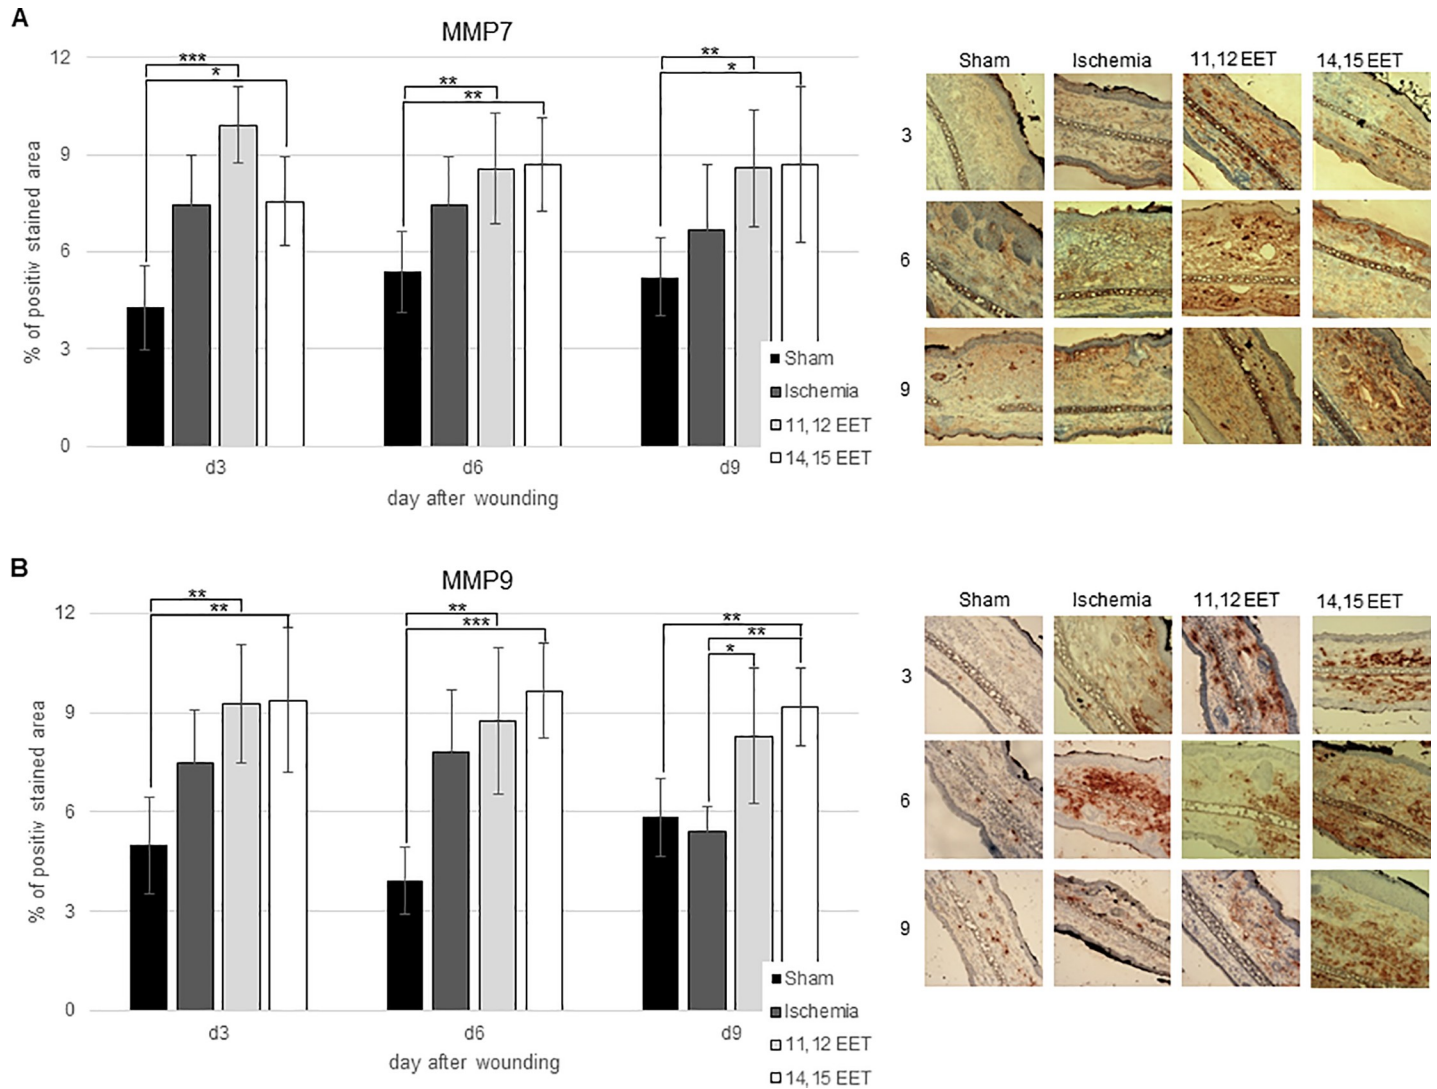 A
MMP7
12
9
6
3
0
% of positiv stained area
***
*
**
**
**
*
Sham
Ischemia
11,12 EET
14,15 EET
d3
d6
d9
day after wounding
Sham
Ischemia
11,12 EET
14,15 EET
3
6
9
B
MMP9
12
9
6
3
0
% of positiv stained area
**
**
**
***
**
**
*
Sham
Ischemia
11,12 EET
14,15 EET
d3
d6
d9
day after wounding
Sham
Ischemia
11,12 EET
14,15 EET
3
6
9